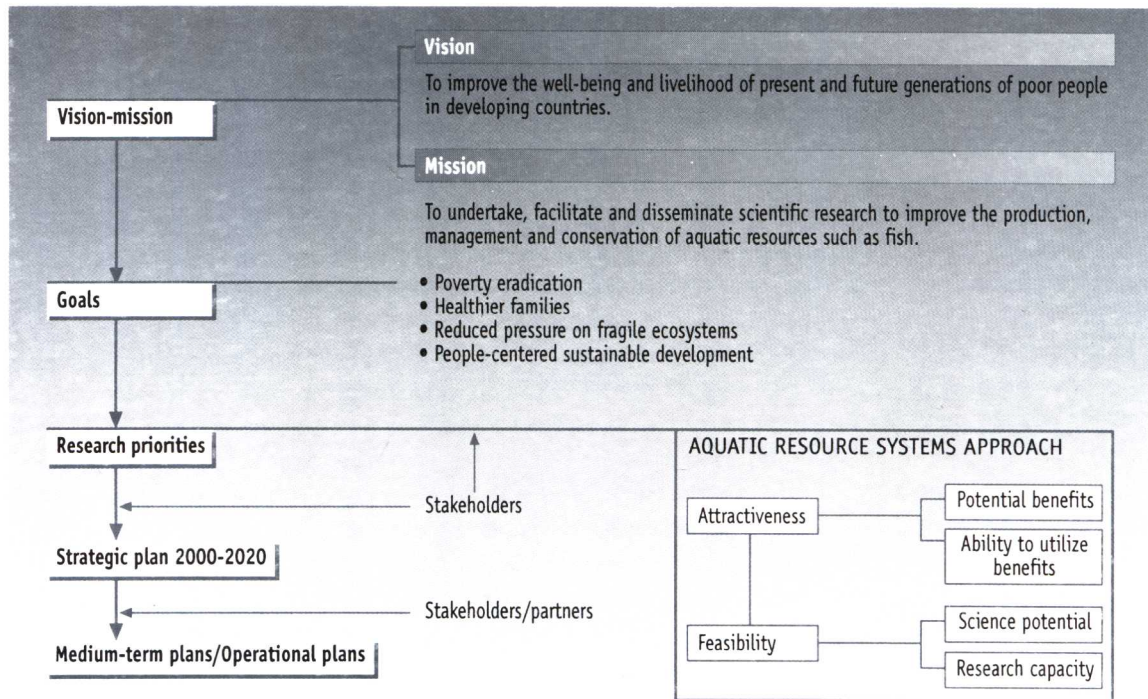 Vision
To improve the well-being and livelihood of present and future generations of poor people
in developing countries.
Vision-mission
Mission
To undertake, facilitate and disseminate scientific research to improve the production,
management and conservation of aquatic resources such as fish.
Goals
• Poverty eradication
• Healthier families
• Reduced pressure on fragile ecosystems
• People-centered sustainable development
Research priorities
Stakeholders
Strategic plan 2000-2020
Stakeholders/partners
Medium-term plans/Operational plans
AQUATIC RESOURCE SYSTEMS APPROACH
Attractiveness
Potential benefits
Ability to utilize
benefits
Feasibility
Science potential
Research capacity